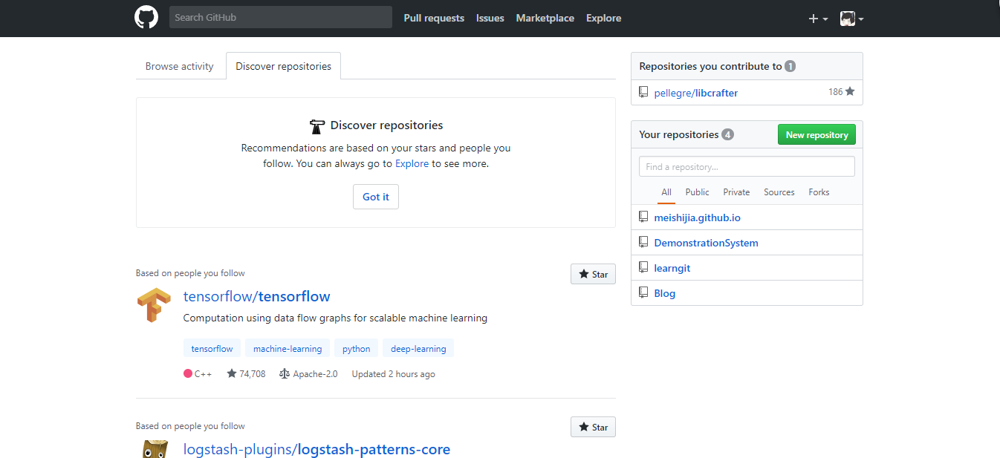 Search GitHub
Pull requests
Issues
Marketplace
Explore
Browse activity
Discover repositories
Discover repositories
Recommendations are based on your stars and people you
follow. You can always go to Explore to see more.
Got it
Based on people you follow
Star
tensorflow/tensorflow
Computation using data flow graphs for scalable machine learning
tensorflow
machine-learning
python
deep-learning
C++
74,708
Apache-2.0
Updated 2 hours ago
Based on people you follow
Star
logstash-plugins/logstash-patterns-core
Repositories you contribute to 1
pellegre/libcrafter
186
Your repositories 4
New repository
Find a repository...
All
Public
Private
Sources
Forks
meishijia.github.io
DemonstrationSystem
learngit
Blog